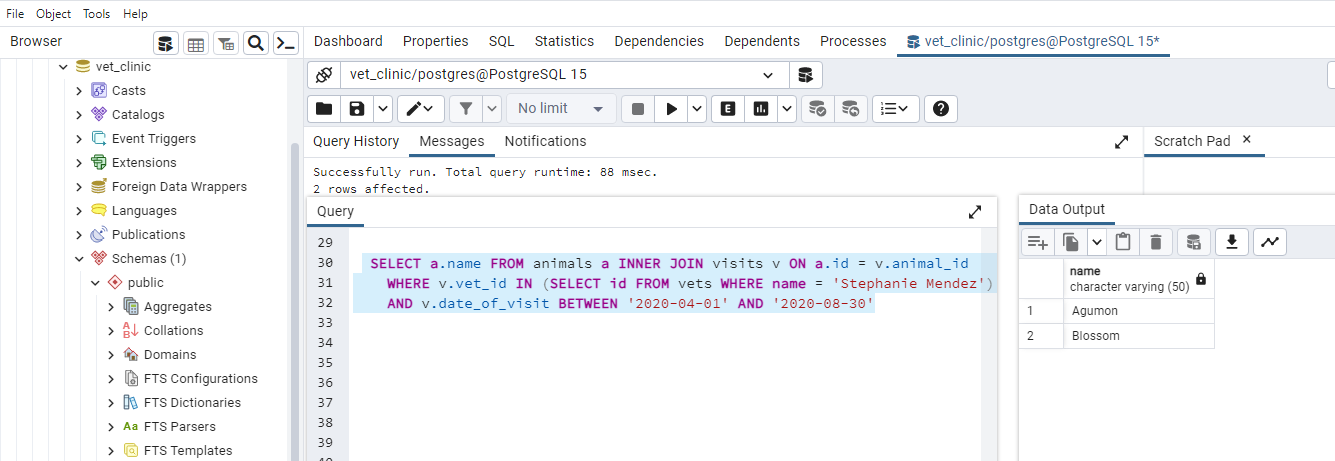 File Object Tools Help
Browser
Dashboard Properties SQL Statistics Dependencies Dependents Processes vet_clinic/postgres@PostgreSQL 15*
vet_clinic
Casts
Catalogs
Event Triggers
Extensions
Foreign Data Wrappers
Languages
Publications
Schemas (1)
public
Aggregates
Collations
Domains
FTS Configurations
FTS Dictionaries
Aa FTS Parsers
FTS Templates
vet_clinic/postgres@PostgreSQL 15
No limit
E
Query History Messages Notifications
Successfully run. Total query runtime: 88 msec.
2 rows affected.
Scratch Pad
Query
29
30 SELECT a.name FROM animals a INNER JOIN visits v ON a.id = v.animal_id
31 WHERE v.vet_id IN (SELECT id FROM vets WHERE name = 'Stephanie Mendez')
32 AND v.date_of_visit BETWEEN '2020-04-01' AND '2020-08-30'
33
34
35
36
37
38
39
Data Output
name
character varying (50)
1 Agumon
2 Blossom